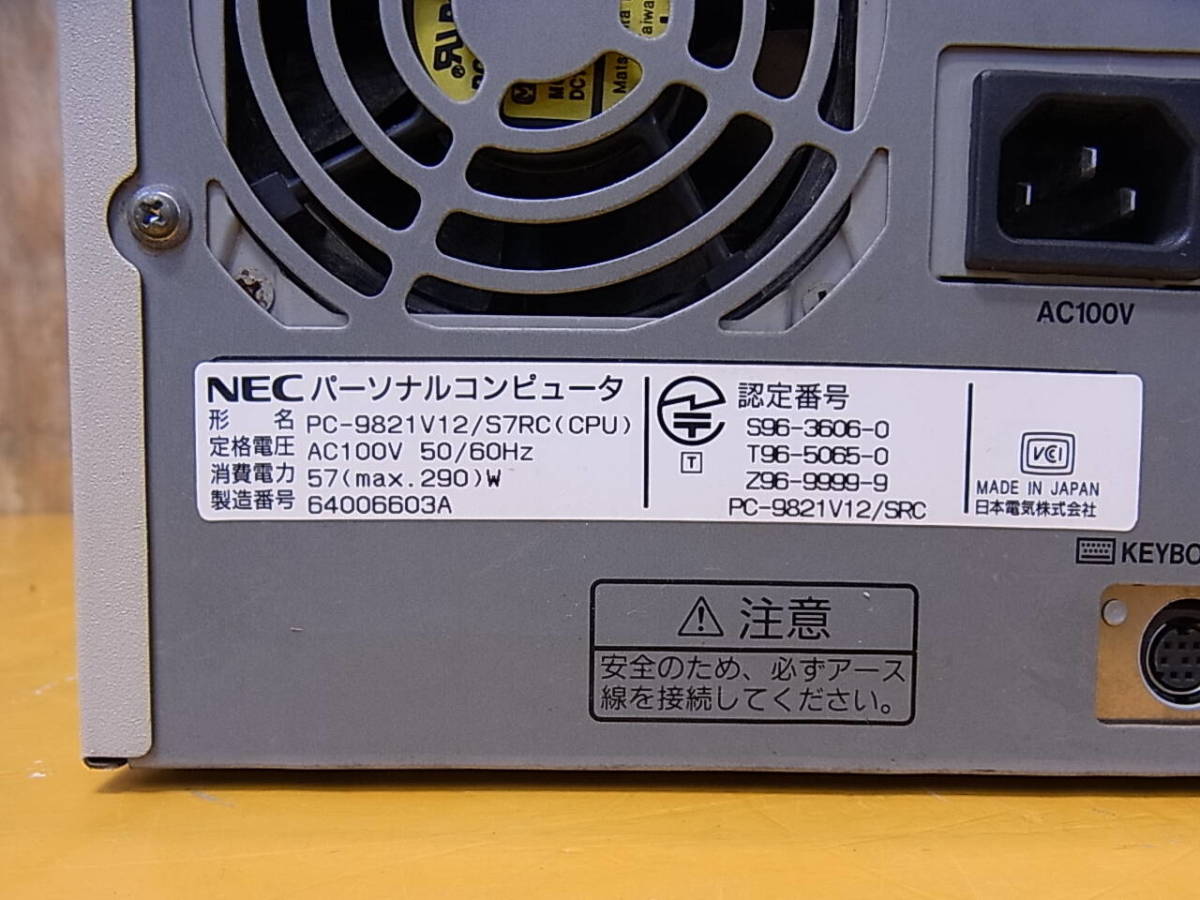 AC100V
NEC パーソナルコンピュータ
形 名 PC-9821V12/S7RC(CPU)
定格電圧 AC100V 50/60Hz
消費電力 57(max.290)W
製造番号 64006603A
認定番号
S96-3606-0
T
T96-5065-0
Z96-9999-9
PC-9821V12/SRC
VCI
MADE IN JAPAN
日本電気株式会社
注意
安全のため、必ずアース
線を接続してください。